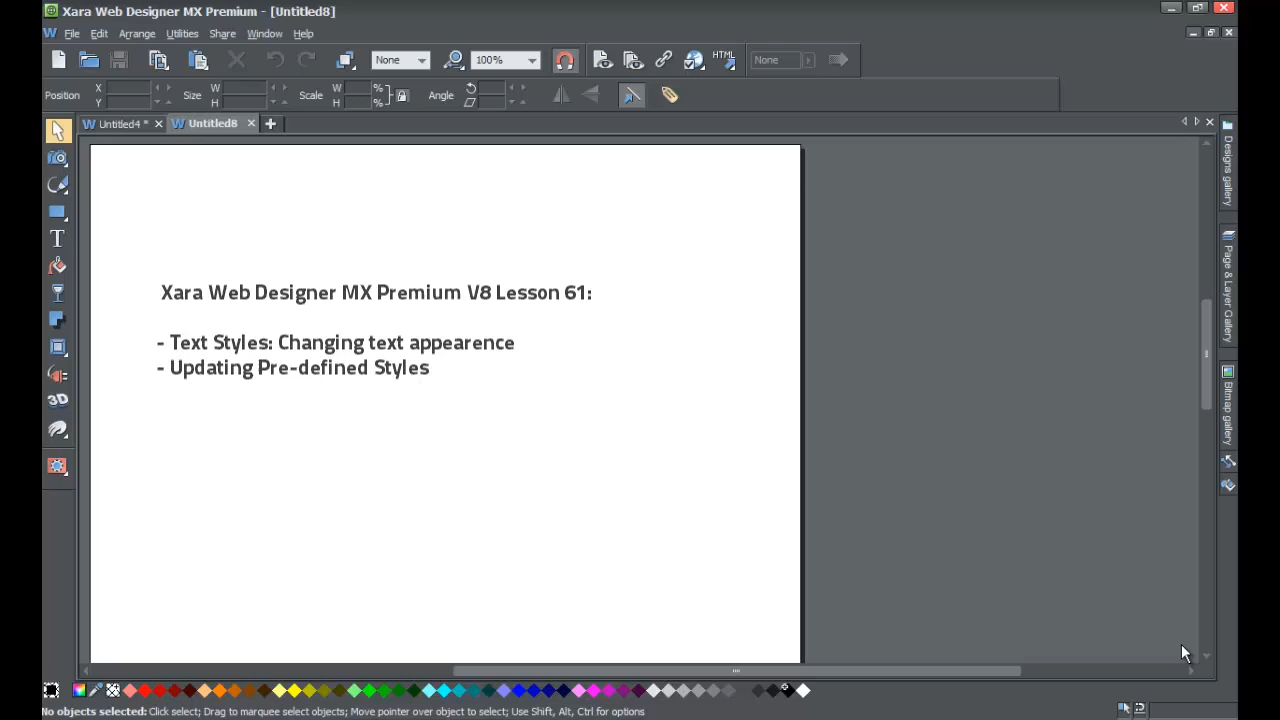 Xara Web Designer MX Premium - [Untitled8]
W File Edit Arrange Utilities Share Window Help
None 100% HTML None
Position X Y Size W H Scale W H % % Angle
W Untitled4 * W Untitled8
Xara Web Designer MX Premium V8 Lesson 61:
- Text Styles: Changing text appearence
- Updating Pre-defined Styles
T
3D
Designs gallery
Page & Layer Gallery
Bitmap gallery
No objects selected: Click select; Drag to marquee select objects; Move pointer over object to select; Use Shift, Alt, Ctrl for options